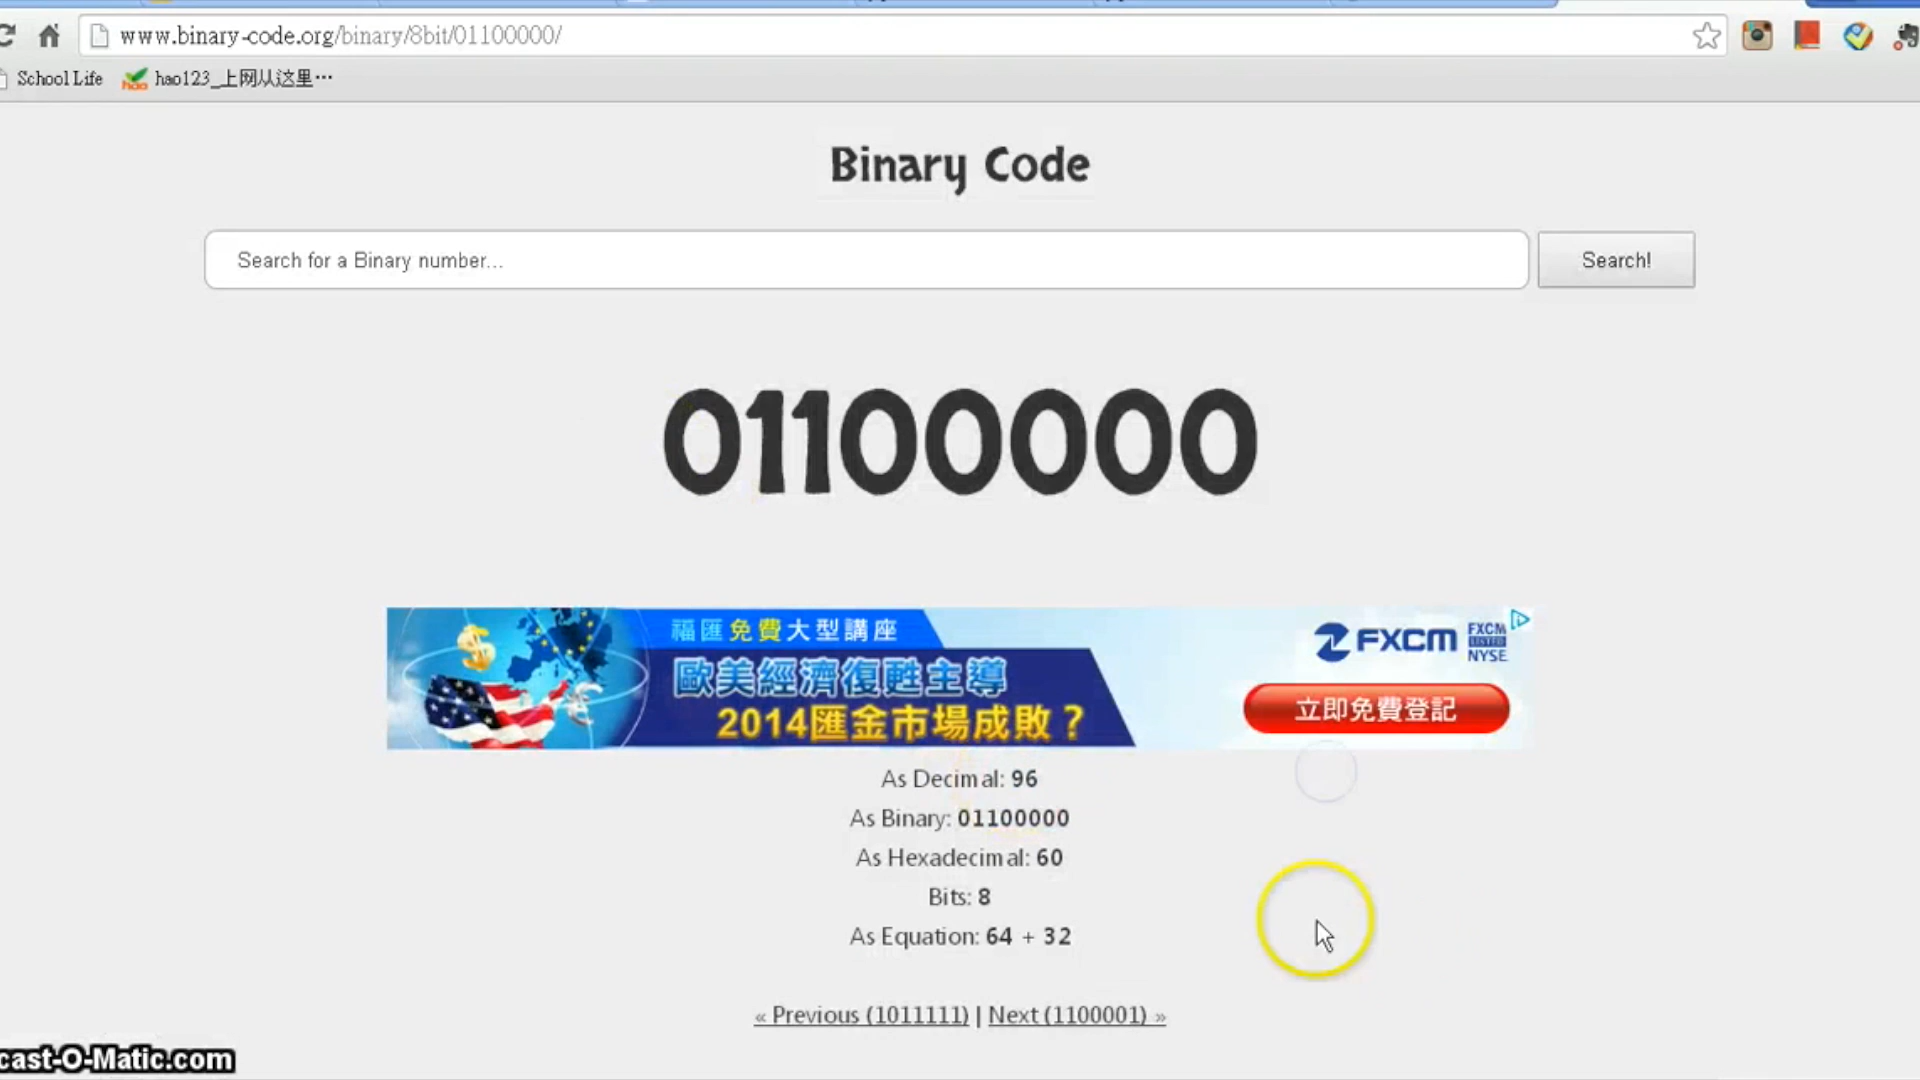 www.binary-code.org/binary/8bit/01100000/
School Life hao123_上网从这里…
Binary Code
Search for a Binary number... Search!
01100000
福匯免費大型講座
歐美經濟復甦主導
2014匯金市場成敗？
FXCM FXCM LISTED NYSE
立即免費登記
As Decimal: 96
As Binary: 01100000
As Hexadecimal: 60
Bits: 8
As Equation: 64 + 32
« Previous (1011111) | Next (1100001) »
cast-O-Matic.com